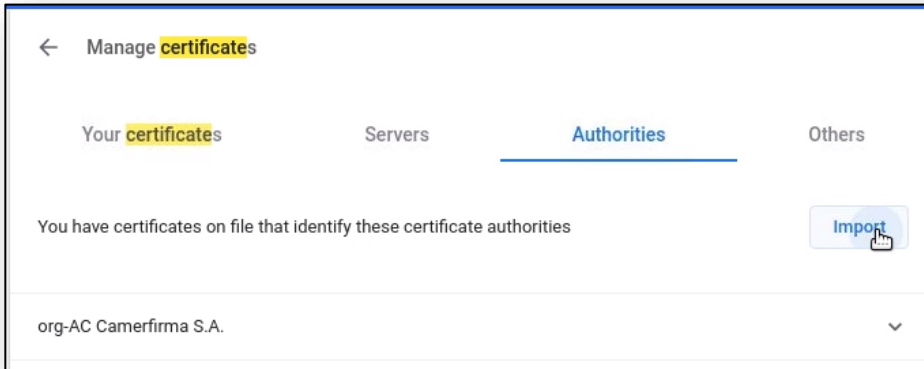 Manage certificates
Your certificates Servers Authorities Others
You have certificates on file that identify these certificate authorities Import
org-AC Camerfirma S.A.